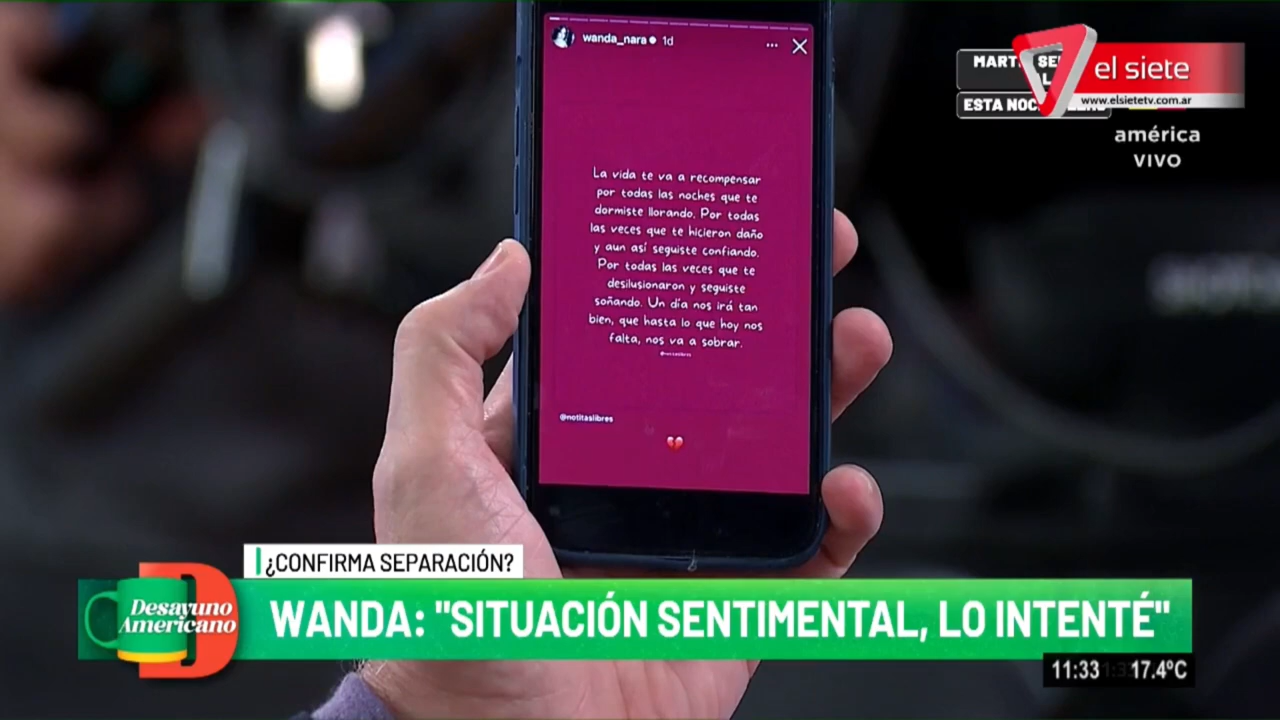 wanda_nara 1d
La vida te va a recompensar
por todas las noches que te
dormiste llorando. Por todas
las veces que te hicieron daño
y aun así seguiste confiando.
Por todas las veces que te
desilusionaron y seguiste
soñando. Un día nos irá tan
bien, que hasta lo que hoy nos
falta, nos va a sobrar.
@notitaslibres
el siete
www.elsietetv.com.ar
ESTA
américa
VIVO
¿CONFIRMA SEPARACIÓN?
Desayuno
Americano
WANDA: "SITUACIÓN SENTIMENTAL, LO INTENTÉ"
11:33 17.4°C